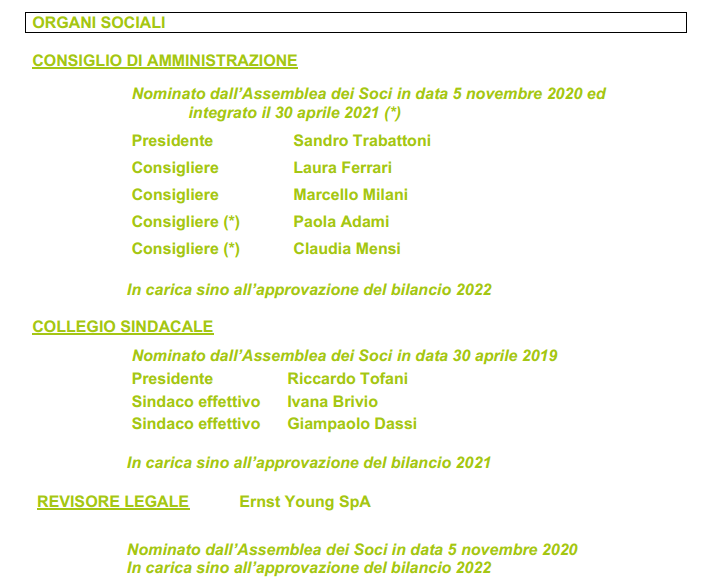 ORGANI SOCIALI
CONSIGLIO DI AMMINISTRAZIONE
Nominato dall'Assemblea dei Soci in data 5 novembre 2020 ed
integrato il 30 aprile 2021 (*)
Presidente Sandro Trabattoni
Consigliere Laura Ferrari
Consigliere Marcello Milani
Consigliere (*) Paola Adami
Consigliere (*) Claudia Mensi
In carica sino all'approvazione del bilancio 2022
COLLEGIO SINDACALE
Nominato dall'Assemblea dei Soci in data 30 aprile 2019
Presidente Riccardo Tofani
Sindaco effettivo Ivana Brivio
Sindaco effettivo Giampaolo Dassi
In carica sino all'approvazione del bilancio 2021
REVISORE LEGALE Ernst Young SpA
Nominato dall'Assemblea dei Soci in data 5 novembre 2020
In carica sino all'approvazione del bilancio 2022